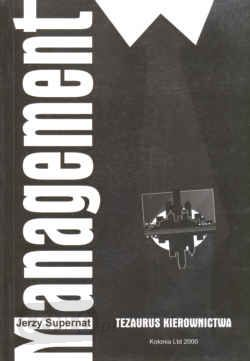 Management
Jerzy Supernat
TEZAURUS KIEROWNICTWA
Kolonia Ltd 2000